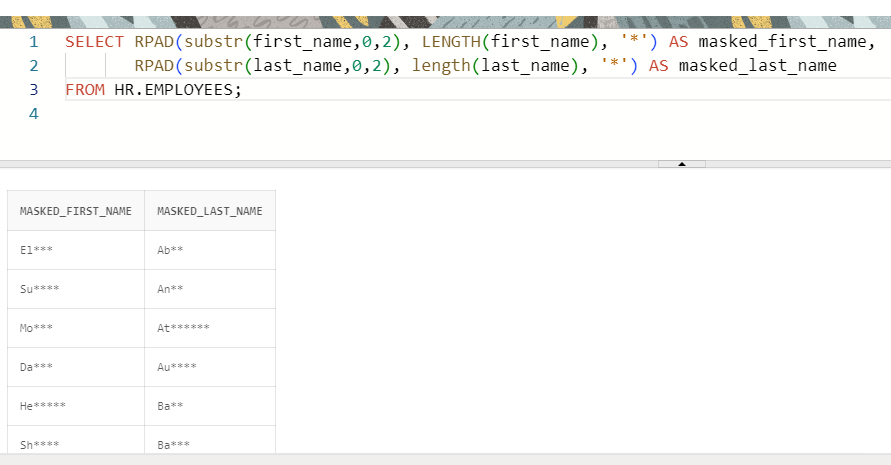 1 SELECT RPAD(substr(first_name,0,2), LENGTH(first_name), '*') AS masked_first_name,
2 RPAD(substr(last_name,0,2), length(last_name), '*') AS masked_last_name
3 FROM HR.EMPLOYEES;
4
MASKED_FIRST_NAME MASKED_LAST_NAME
El*** Ab**
Su**** An**
Mo*** At******
Da*** Au****
He***** Ba**
Sh**** Ba***